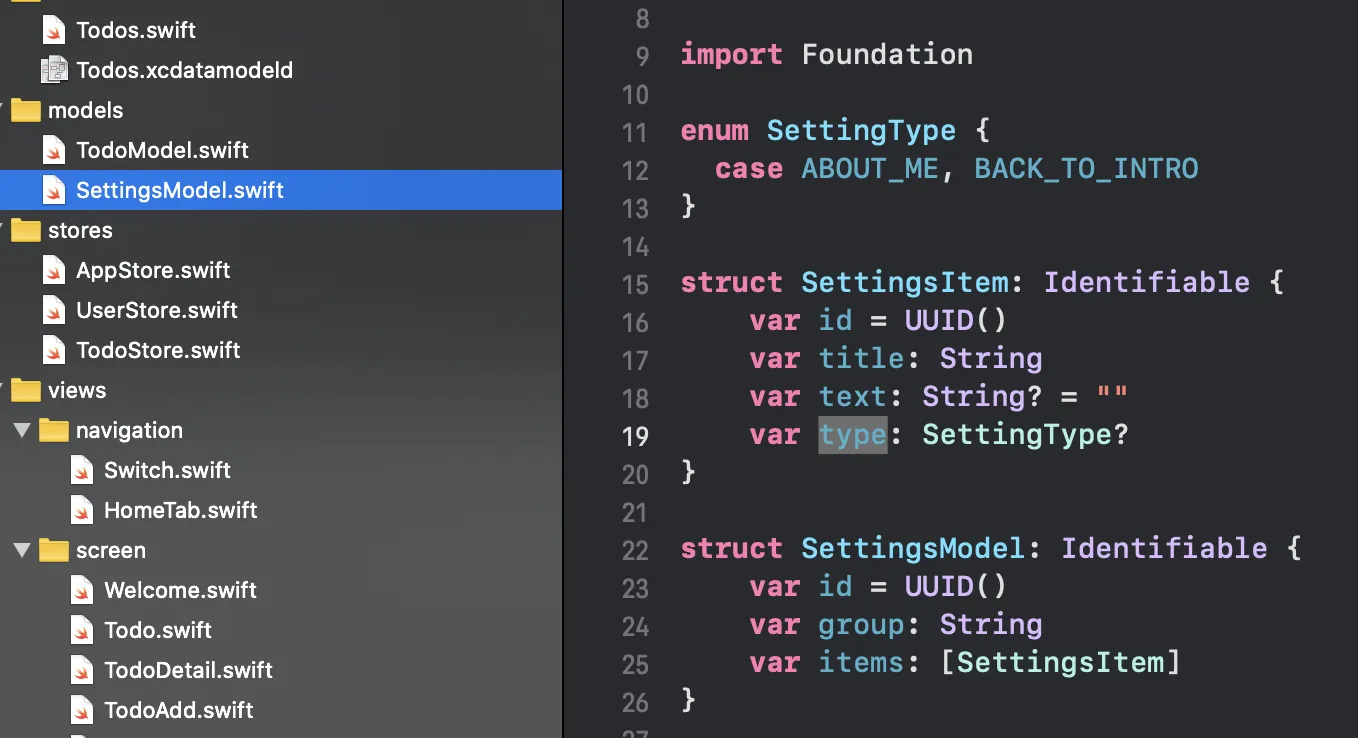 Todos.swift
Todos.xcdatamodeld
models
TodoModel.swift
SettingsModel.swift
stores
AppStore.swift
UserStore.swift
TodoStore.swift
views
navigation
Switch.swift
HomeTab.swift
screen
Welcome.swift
Todo.swift
TodoDetail.swift
TodoAdd.swift
8
9 import Foundation
10
11 enum SettingType {
12 case ABOUT_ME, BACK_TO_INTRO
13 }
14
15 struct SettingsItem: Identifiable {
16 var id = UUID()
17 var title: String
18 var text: String? = ""
19 var type: SettingType?
20 }
21
22 struct SettingsModel: Identifiable {
23 var id = UUID()
24 var group: String
25 var items: [SettingsItem]
26 }
27